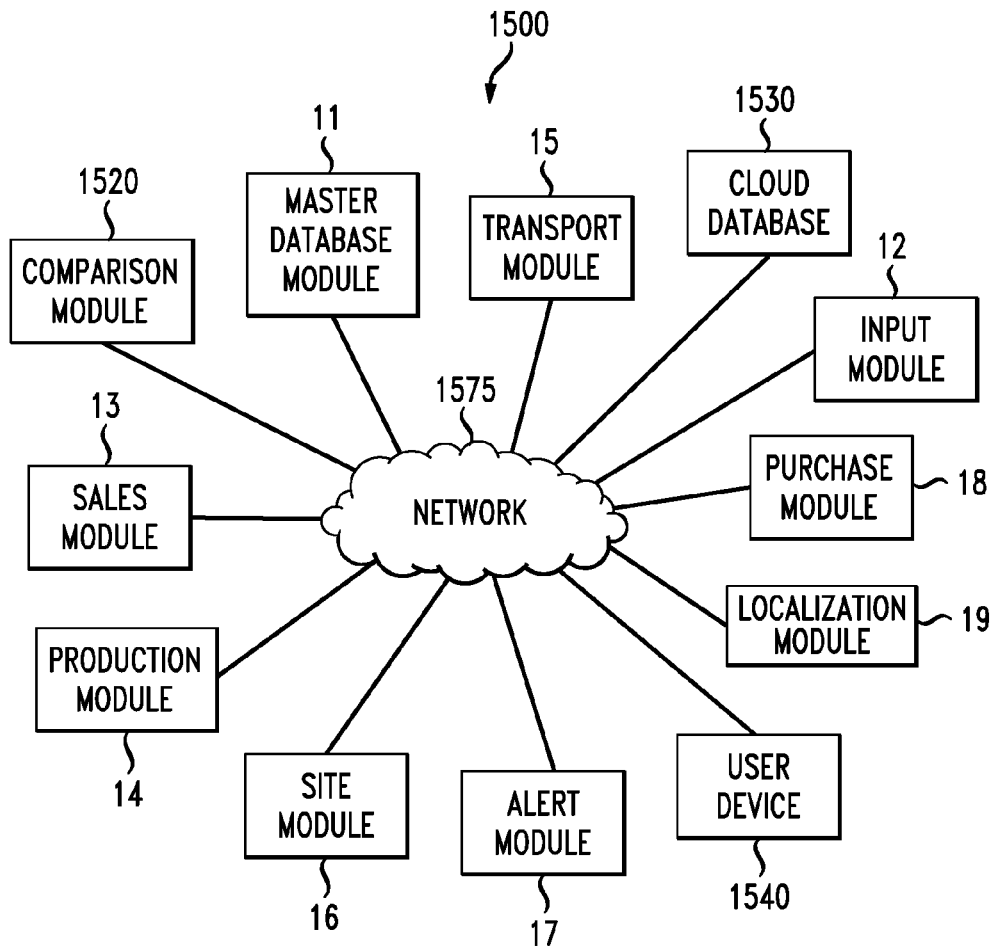 1500
1530
11
15
1520
CLOUD
DATABASE
MASTER
DATABASE
MODULE
TRANSPORT
MODULE
12
COMPARISON
MODULE
INPUT
MODULE
1575
13
SALES
MODULE
NETWORK
PURCHASE
MODULE
18
LOCALIZATION
MODULE
19
PRODUCTION
MODULE
14
SITE
MODULE
16
ALERT
MODULE
17
USER
DEVICE
1540